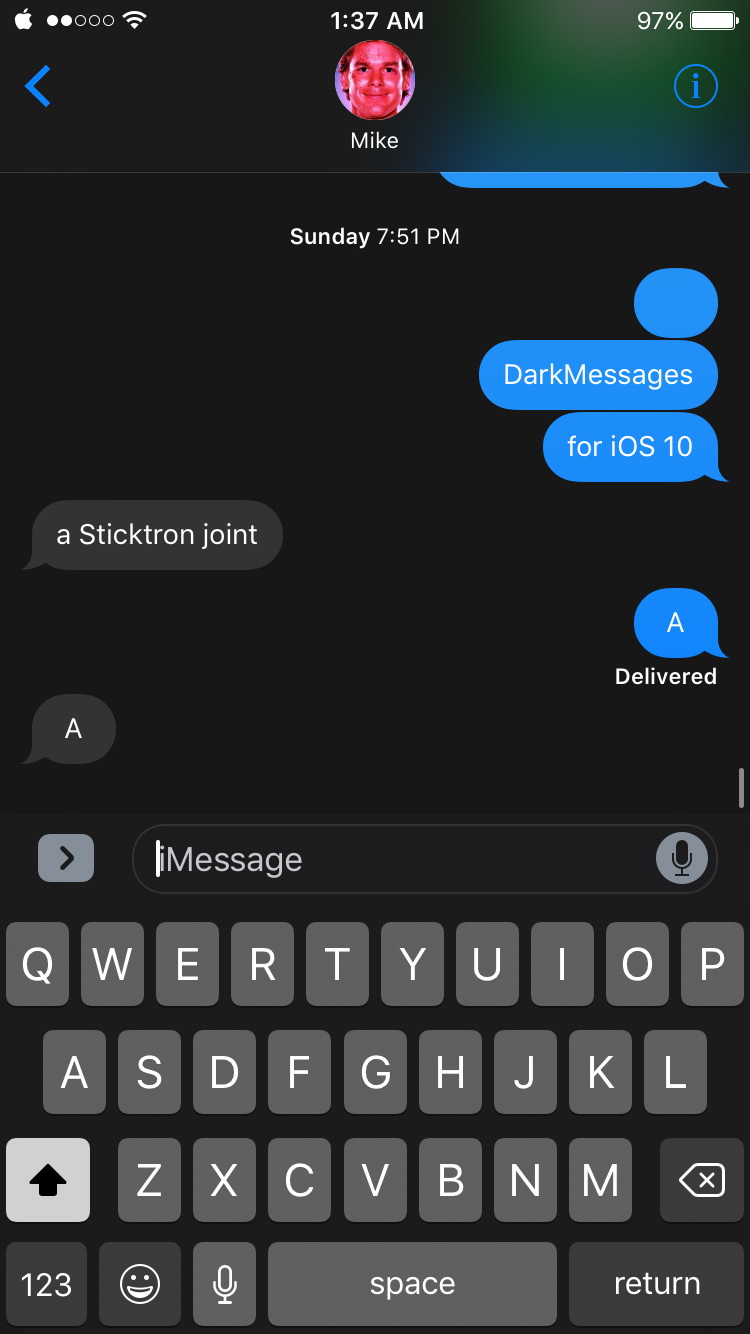 1:37 AM 97%
Mike
Sunday 7:51 PM
DarkMessages
for iOS 10
a Sticktron joint
A
Delivered
A
iMessage
Q W E R T Y U I O P
A S D F G H J K L
Z X C V B N M
123 space return